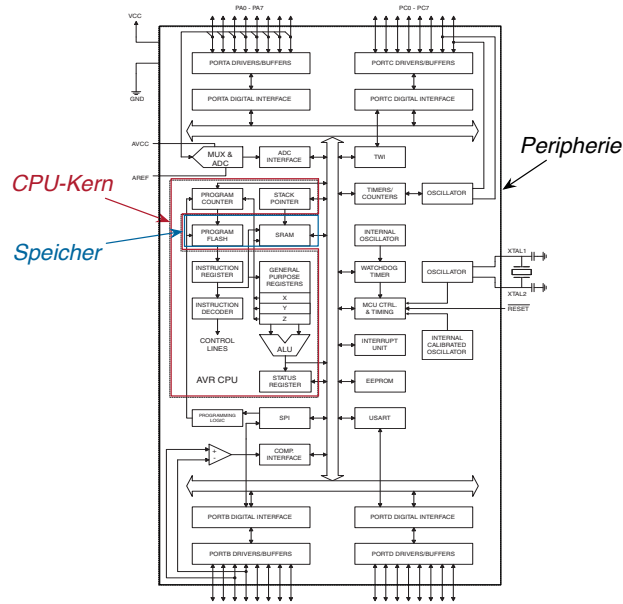 VCC
PA0 - PA7
PC0 - PC7
PORTA DRIVERS/BUFFERS
PORTC DRIVERS/BUFFERS
GND
PORTA DIGITAL INTERFACE
PORTC DIGITAL INTERFACE
AVCC
MUX &
ADC
ADC
INTERFACE
TWI
Peripherie
AREF
CPU-Kern
PROGRAM
COUNTER
STACK
POINTER
TIMERS/
COUNTERS
OSCILLATOR
Speicher
PROGRAM
FLASH
SRAM
INTERNAL
OSCILLATOR
XTAL1
INSTRUCTION
REGISTER
GENERAL
PURPOSE
REGISTERS
WATCHDOG
TIMER
OSCILLATOR
XTAL2
X
INSTRUCTION
DECODER
Y
Z
MCU CTRL.
& TIMING
RESET
CONTROL
LINES
ALU
INTERRUPT
UNIT
INTERNAL
CALIBRATED
OSCILLATOR
AVR CPU
STATUS
REGISTER
EEPROM
PROGRAMMING
LOGIC
SPI
USART
+
-
COMP.
INTERFACE
PORTB DIGITAL INTERFACE
PORTD DIGITAL INTERFACE
PORTB DRIVERS/BUFFERS
PORTD DRIVERS/BUFFERS